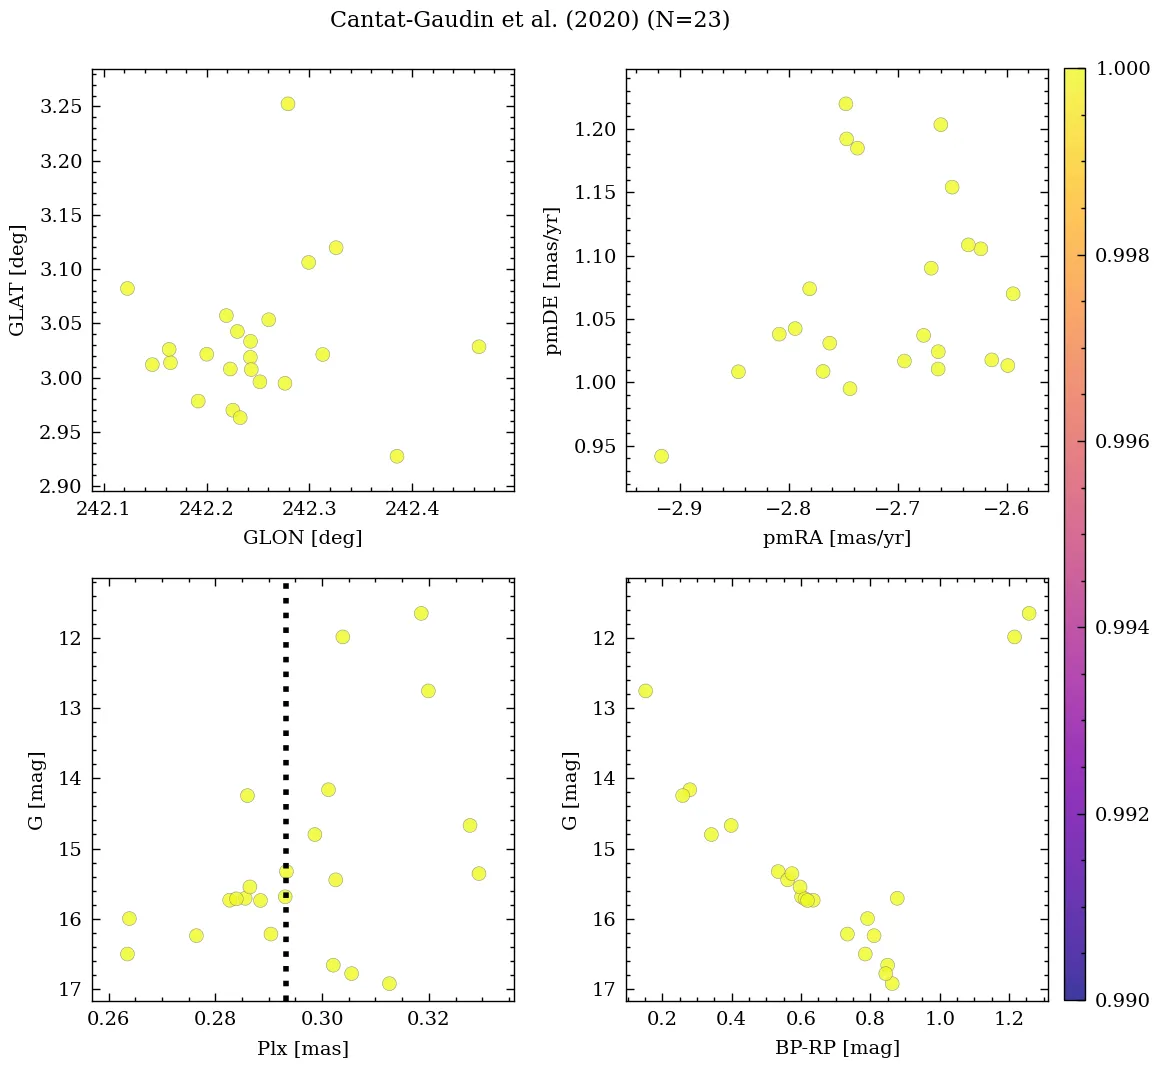 Cantat-Gaudin et al. (2020) (N=23)
3.25
3.20
3.15
3.10
3.05
3.00
2.95
2.90
GLAT [deg]
242.1 242.2 242.3 242.4
GLON [deg]
1.20
1.15
1.10
1.05
1.00
0.95
pmDE [mas/yr]
−2.9 −2.8 −2.7 −2.6
pmRA [mas/yr]
12
13
14
15
16
17
G [mag]
0.26 0.28 0.30 0.32
Plx [mas]
12
13
14
15
16
17
G [mag]
0.2 0.4 0.6 0.8 1.0 1.2
BP-RP [mag]
1.000
0.998
0.996
0.994
0.992
0.990